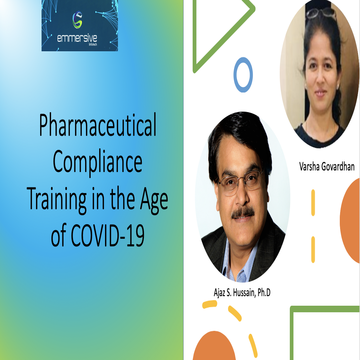 emmersive
Pharmaceutical
Compliance
Training in the Age
of COVID-19
Varsha Govardhan
Ajaz S. Hussain, Ph.D